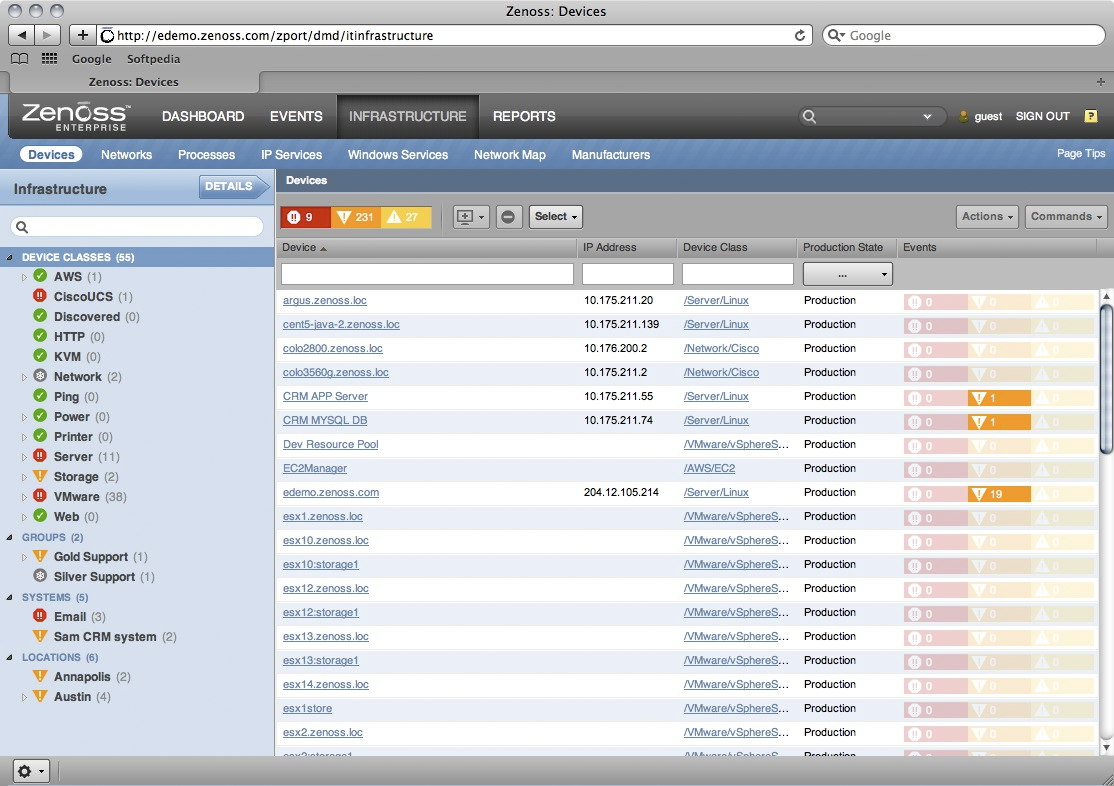 Zenoss: Devices
http://edemo.zenoss.com/zport/dmd/itinfrastructure
Google
Google Softpedia
Zenoss: Devices
Zenoss™ ENTERPRISE
DASHBOARD EVENTS INFRASTRUCTURE REPORTS
guest SIGN OUT ?
Devices Networks Processes IP Services Windows Services Network Map Manufacturers Page Tips
Infrastructure DETAILS
DEVICE CLASSES (55)
AWS (1)
CiscoUCS (1)
Discovered (0)
HTTP (0)
KVM (0)
Network (2)
Ping (0)
Power (0)
Printer (0)
Server (11)
Storage (2)
VMware (38)
Web (0)
GROUPS (2)
Gold Support (1)
Silver Support (1)
SYSTEMS (5)
Email (3)
Sam CRM system (2)
LOCATIONS (6)
Annapolis (2)
Austin (4)
Devices
9 231 27 Select Actions Commands
Device IP Address Device Class Production State Events
...
argus.zenoss.loc 10.175.211.20 /Server/Linux Production 0 0 0
cent5-java-2.zenoss.loc 10.175.211.139 /Server/Linux Production 0 0 0
colo2800.zenoss.loc 10.176.200.2 /Network/Cisco Production 0 0 0
colo3560g.zenoss.loc 10.175.211.2 /Network/Cisco Production 0 0 0
CRM APP Server 10.175.211.55 /Server/Linux Production 0 1 0
CRM MYSQL DB 10.175.211.74 /Server/Linux Production 0 1 0
Dev Resource Pool /VMware/vSphereS... Production 0 0 0
EC2Manager /AWS/EC2 Production 0 0 0
edemo.zenoss.com 204.12.105.214 /Server/Linux Production 0 19 0
esx1.zenoss.loc /VMware/vSphereS... Production 0 0 0
esx10.zenoss.loc /VMware/vSphereS... Production 0 0 0
esx10:storage1 /VMware/vSphereS... Production 0 0 0
esx12.zenoss.loc /VMware/vSphereS... Production 0 0 0
esx12:storage1 /VMware/vSphereS... Production 0 0 0
esx13.zenoss.loc /VMware/vSphereS... Production 0 0 0
esx13:storage1 /VMware/vSphereS... Production 0 0 0
esx14.zenoss.loc /VMware/vSphereS... Production 0 0 0
esx1store /VMware/vSphereS... Production 0 0 0
esx2.zenoss.loc /VMware/vSphereS... Production 0 0 0